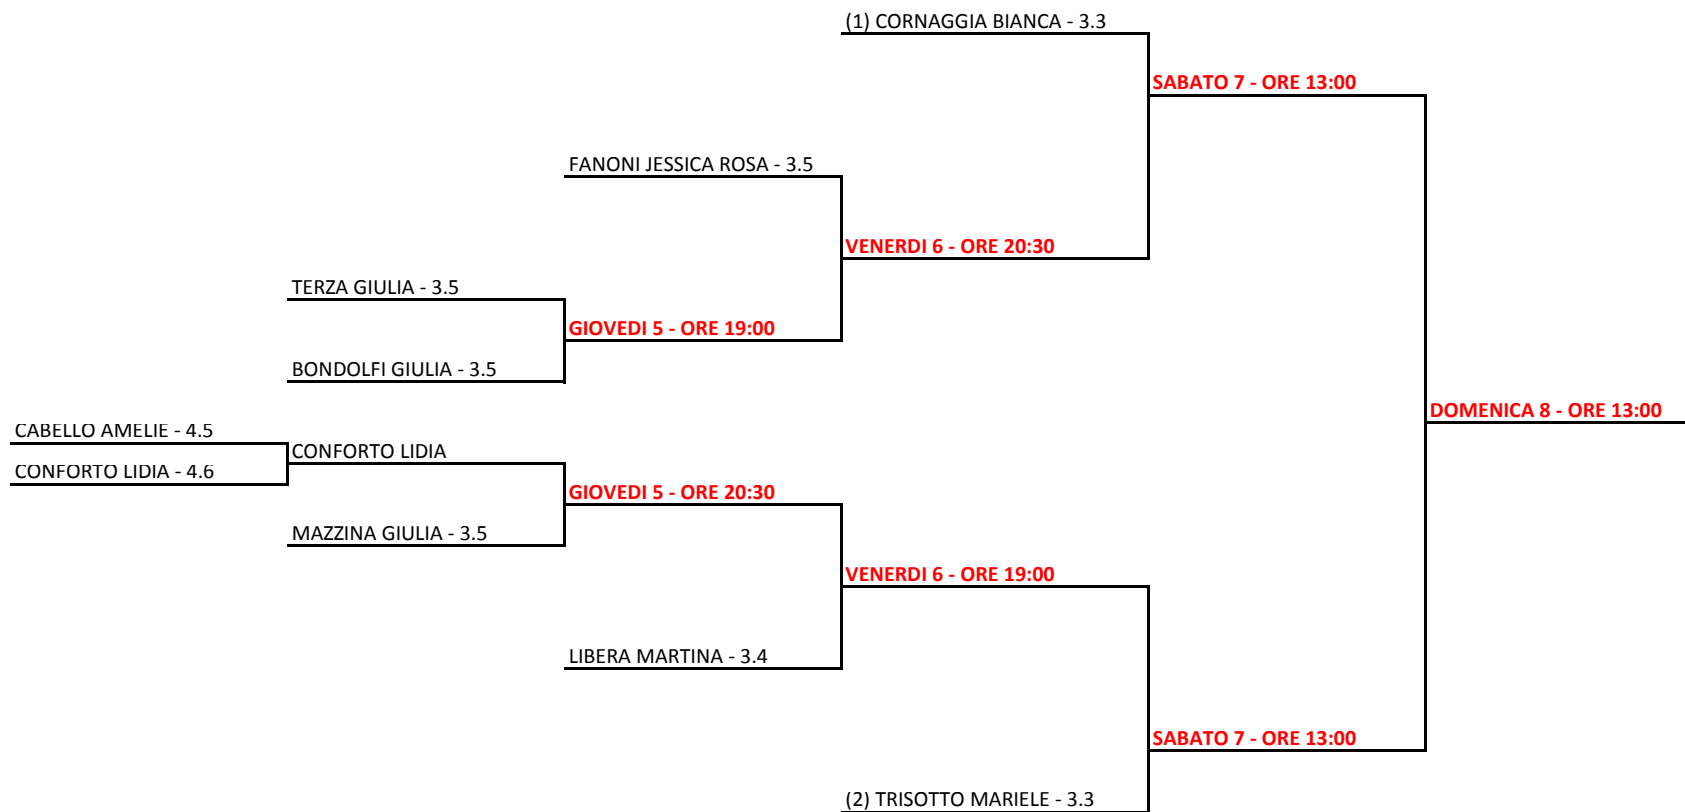 (1) CORNAGGIA BIANCA - 3.3
SABATO 7 - ORE 13:00
FANONI JESSICA ROSA - 3.5
VENERDI 6 - ORE 20:30
TERZA GIULIA - 3.5
GIOVEDI 5 - ORE 19:00
BONDOLFI GIULIA - 3.5
DOMENICA 8 - ORE 13:00
CABELLO AMELIE - 4.5
CONFORTO LIDIA
CONFORTO LIDIA - 4.6
GIOVEDI 5 - ORE 20:30
MAZZINA GIULIA - 3.5
VENERDI 6 - ORE 19:00
LIBERA MARTINA - 3.4
SABATO 7 - ORE 13:00
(2) TRISOTTO MARIELE - 3.3